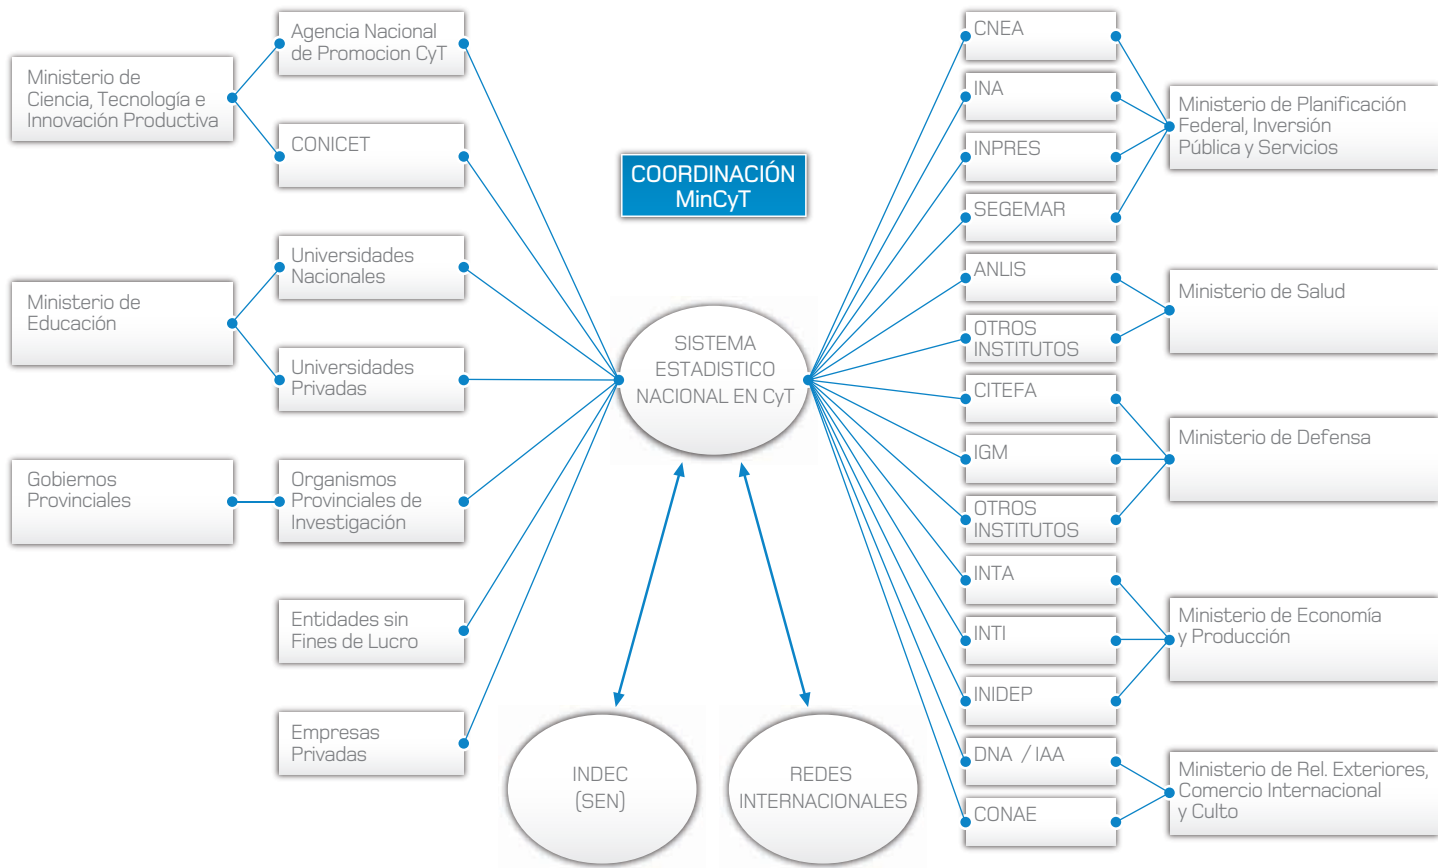 Ministerio de
Ciencia, Tecnología e
Innovación Productiva
Agencia Nacional
de Promocion CyT
CONICET
Ministerio de
Educación
Universidades
Nacionales
Universidades
Privadas
Gobiernos
Provinciales
Organismos
Provinciales de
Investigación
Entidades sin
Fines de Lucro
Empresas
Privadas
COORDINACIÓN
MinCyT
SISTEMA
ESTADISTICO
NACIONAL EN CyT
INDEC
(SEN)
REDES
INTERNACIONALES
CNEA
INA
INPRES
SEGEMAR
Ministerio de Planificación
Federal, Inversión
Pública y Servicios
ANLIS
OTROS
INSTITUTOS
Ministerio de Salud
CITEFA
IGM
OTROS
INSTITUTOS
Ministerio de Defensa
INTA
INTI
INIDEP
Ministerio de Economía
y Producción
DNA / IAA
CONAE
Ministerio de Rel. Exteriores,
Comercio Internacional
y Culto